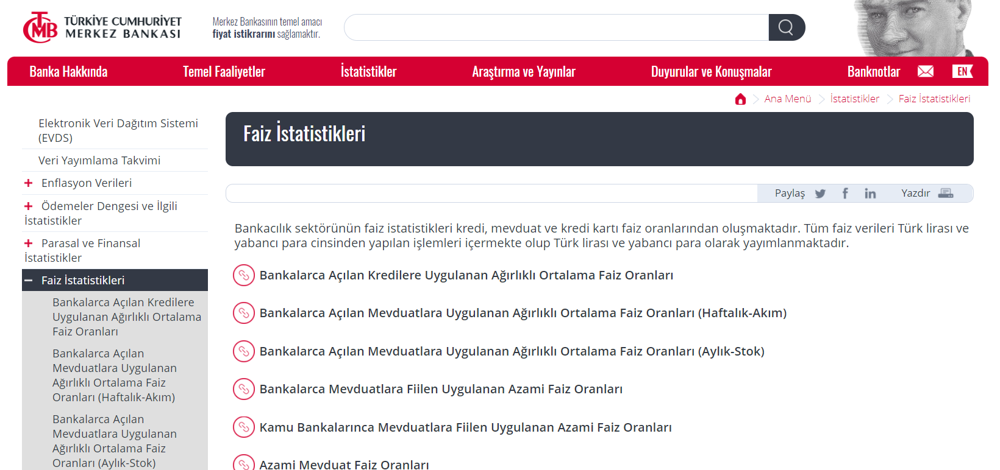 TÜRKİYE CUMHURİYET
MERKEZ BANKASI
TCMB
Merkez Bankasının temel amacı
fiyat istikrarını sağlamaktır.
Banka Hakkında
Temel Faaliyetler
İstatistikler
Araştırma ve Yayınlar
Duyurular ve Konuşmalar
Banknotlar
EN
Ana Menü
İstatistikler
Faiz İstatistikleri
Elektronik Veri Dağıtım Sistemi
(EVDS)
Veri Yayımlama Takvimi
Enflasyon Verileri
Ödemeler Dengesi ve İlgili
İstatistikler
Parasal ve Finansal
İstatistikler
Faiz İstatistikleri
Bankalarca Açılan Kredilere
Uygulanan Ağırlıklı Ortalama
Faiz Oranları
Bankalarca Açılan
Mevduatlara Uygulanan
Ağırlıklı Ortalama Faiz
Oranları (Haftalık-Akım)
Bankalarca Açılan
Mevduatlara Uygulanan
Ağırlıklı Ortalama Faiz
Oranları (Aylık-Stok)
Faiz İstatistikleri
Paylaş
Yazdır
Bankacılık sektörünün faiz istatistikleri kredi, mevduat ve kredi kartı faiz oranlarından oluşmaktadır. Tüm faiz verileri Türk lirası ve
yabancı para cinsinden yapılan işlemleri içermekte olup Türk lirası ve yabancı para olarak yayımlanmaktadır.
Bankalarca Açılan Kredilere Uygulanan Ağırlıklı Ortalama Faiz Oranları
Bankalarca Açılan Mevduatlara Uygulanan Ağırlıklı Ortalama Faiz Oranları (Haftalık-Akım)
Bankalarca Açılan Mevduatlara Uygulanan Ağırlıklı Ortalama Faiz Oranları (Aylık-Stok)
Bankalarca Mevduatlara Fiilen Uygulanan Azami Faiz Oranları
Kamu Bankalarınca Mevduatlara Fiilen Uygulanan Azami Faiz Oranları
Azami Mevduat Faiz Oranları